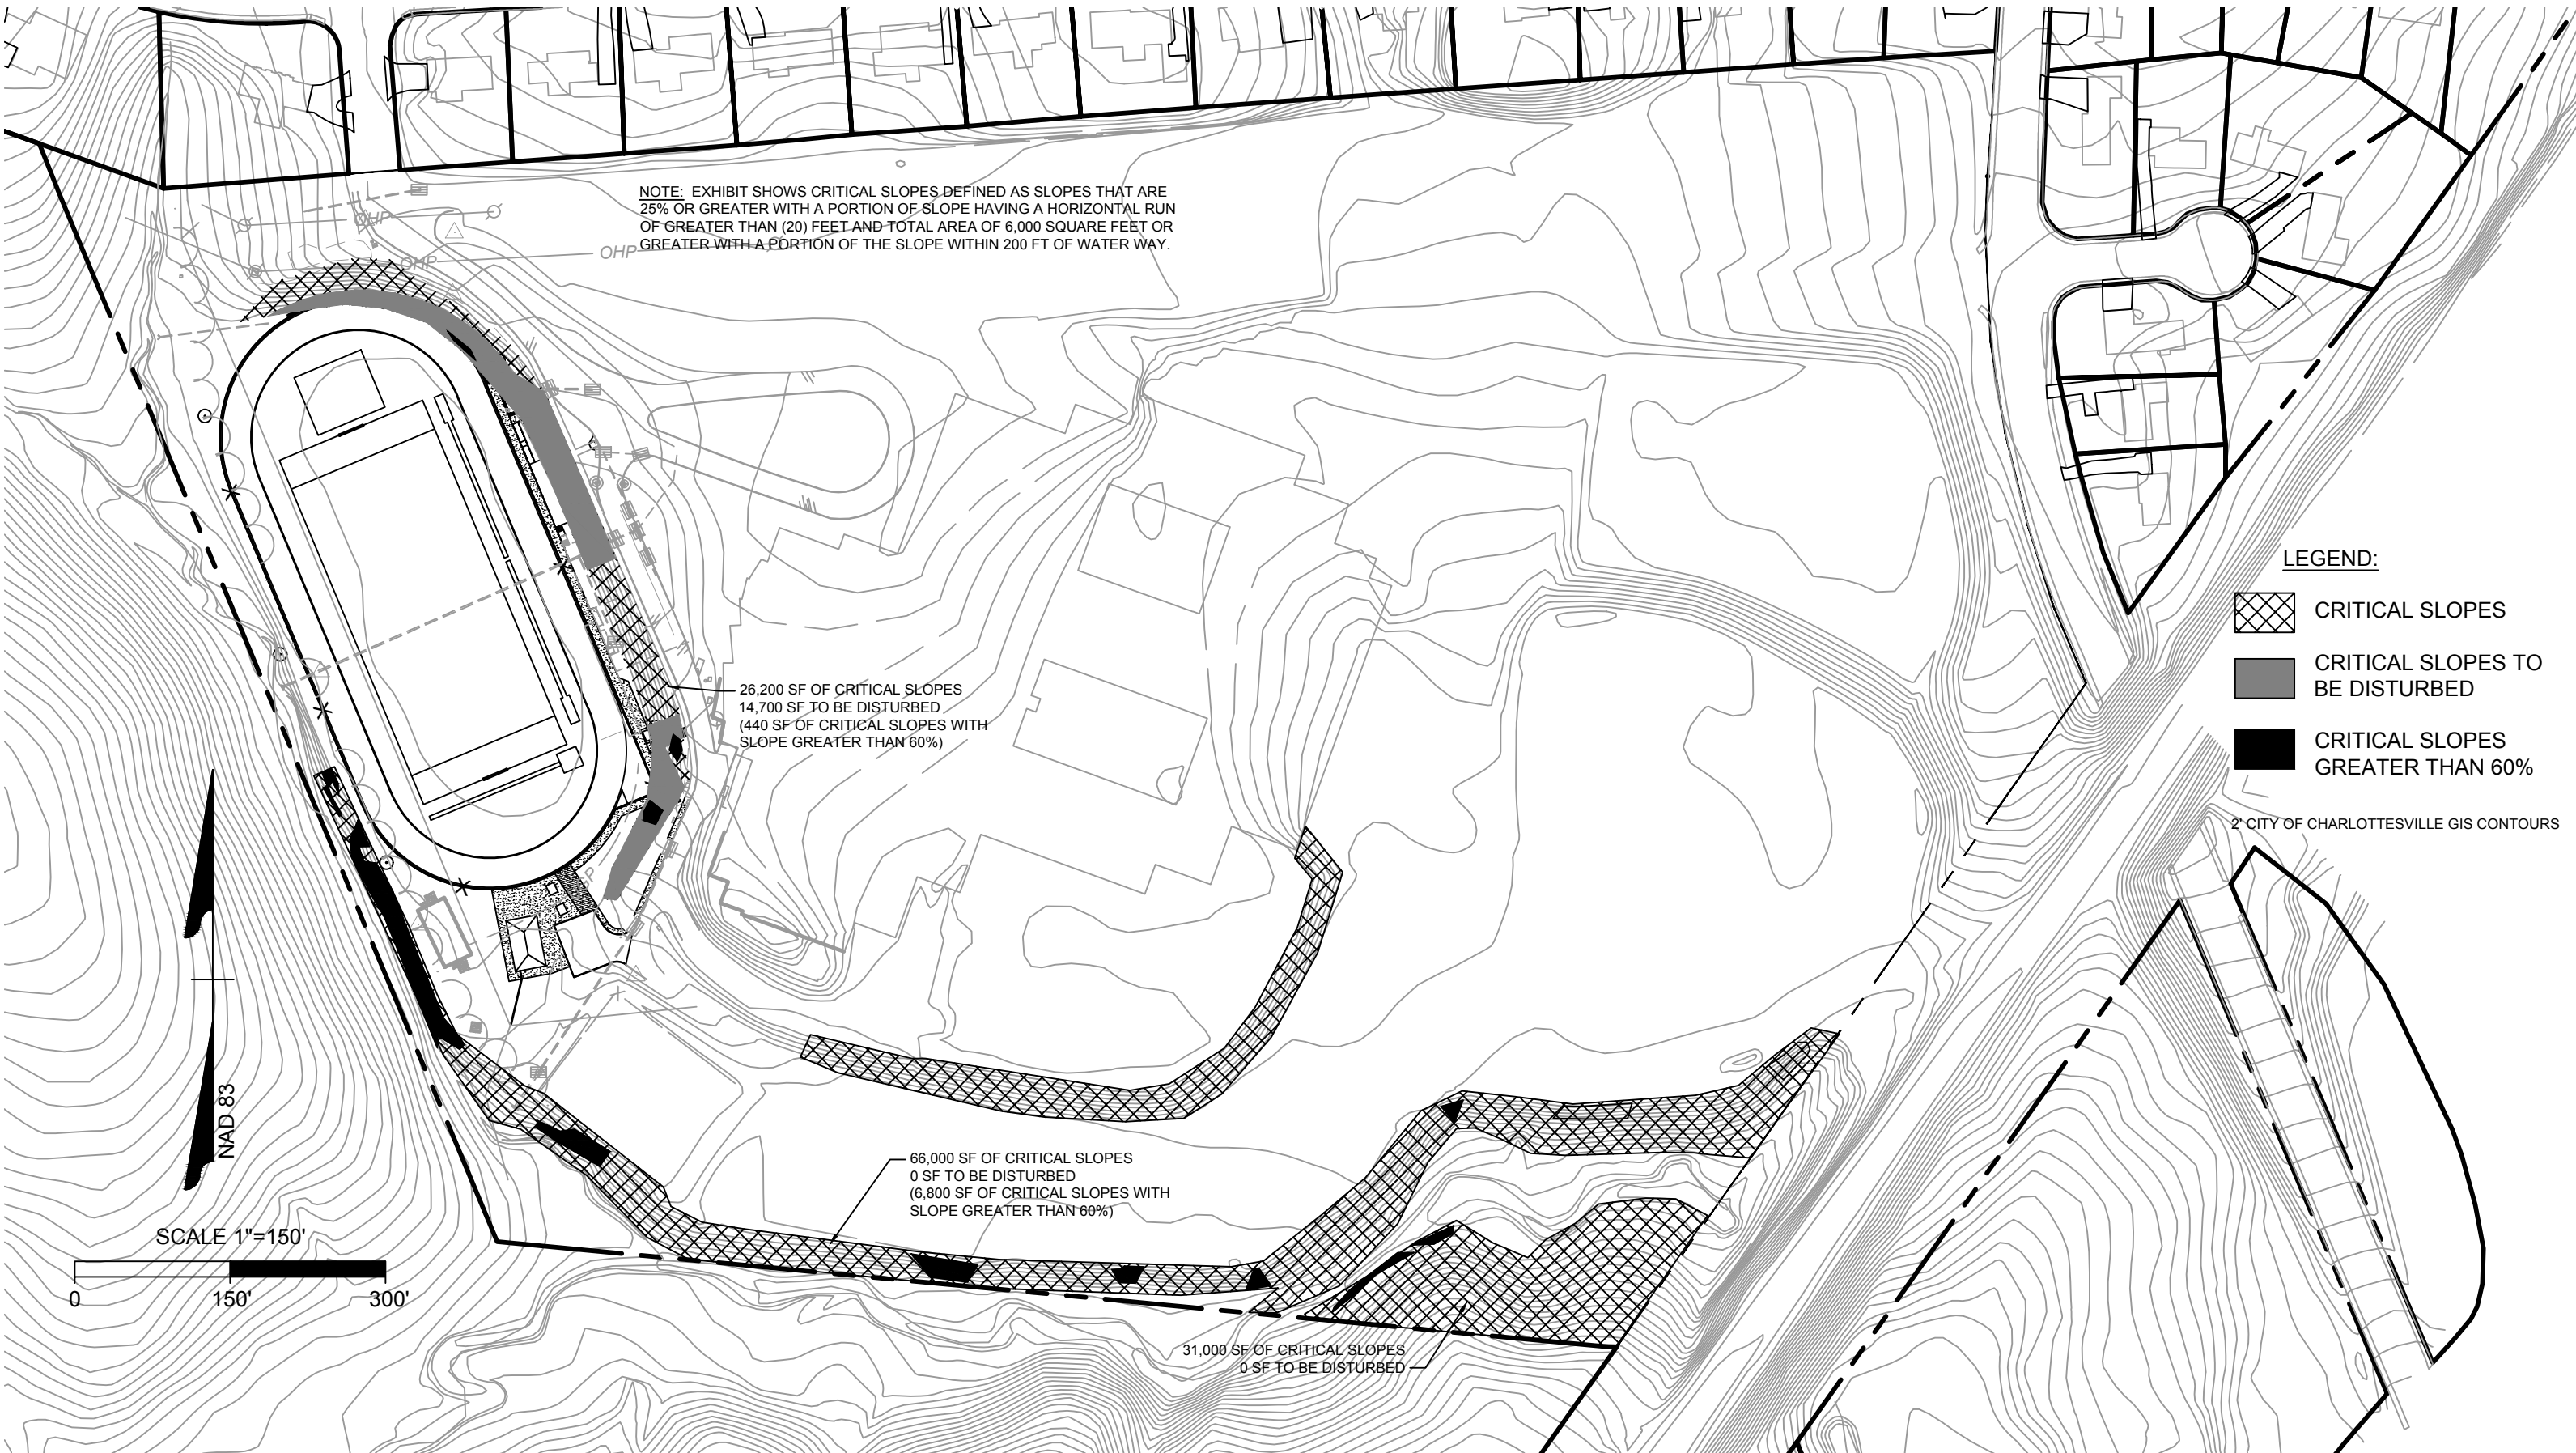 NOTE: EXHIBIT SHOWS CRITICAL SLOPES DEFINED AS SLOPES THAT ARE
25% OR GREATER WITH A PORTION OF SLOPE HAVING A HORIZONTAL RUN
OF GREATER THAN (20) FEET AND TOTAL AREA OF 6,000 SQUARE FEET OR
GREATER WITH A PORTION OF THE SLOPE WITHIN 200 FT OF WATER WAY.
OHP
OHP
OHP
LEGEND:
CRITICAL SLOPES
CRITICAL SLOPES TO
BE DISTURBED
CRITICAL SLOPES
GREATER THAN 60%
2' CITY OF CHARLOTTESVILLE GIS CONTOURS
26,200 SF OF CRITICAL SLOPES
14,700 SF TO BE DISTURBED
(440 SF OF CRITICAL SLOPES WITH
SLOPE GREATER THAN 60%)
66,000 SF OF CRITICAL SLOPES
0 SF TO BE DISTURBED
(6,800 SF OF CRITICAL SLOPES WITH
SLOPE GREATER THAN 60%)
31,000 SF OF CRITICAL SLOPES
0 SF TO BE DISTURBED
NAD 83
SCALE 1"=150'
0 150' 300'